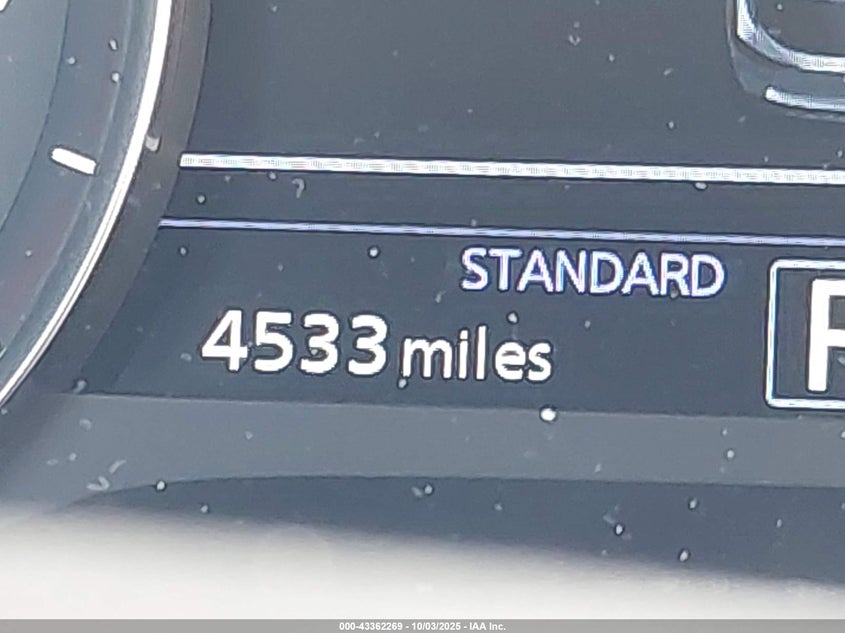 STANDARD
4533 miles
000-43362269 - 10/03/2025 - IAA Inc.